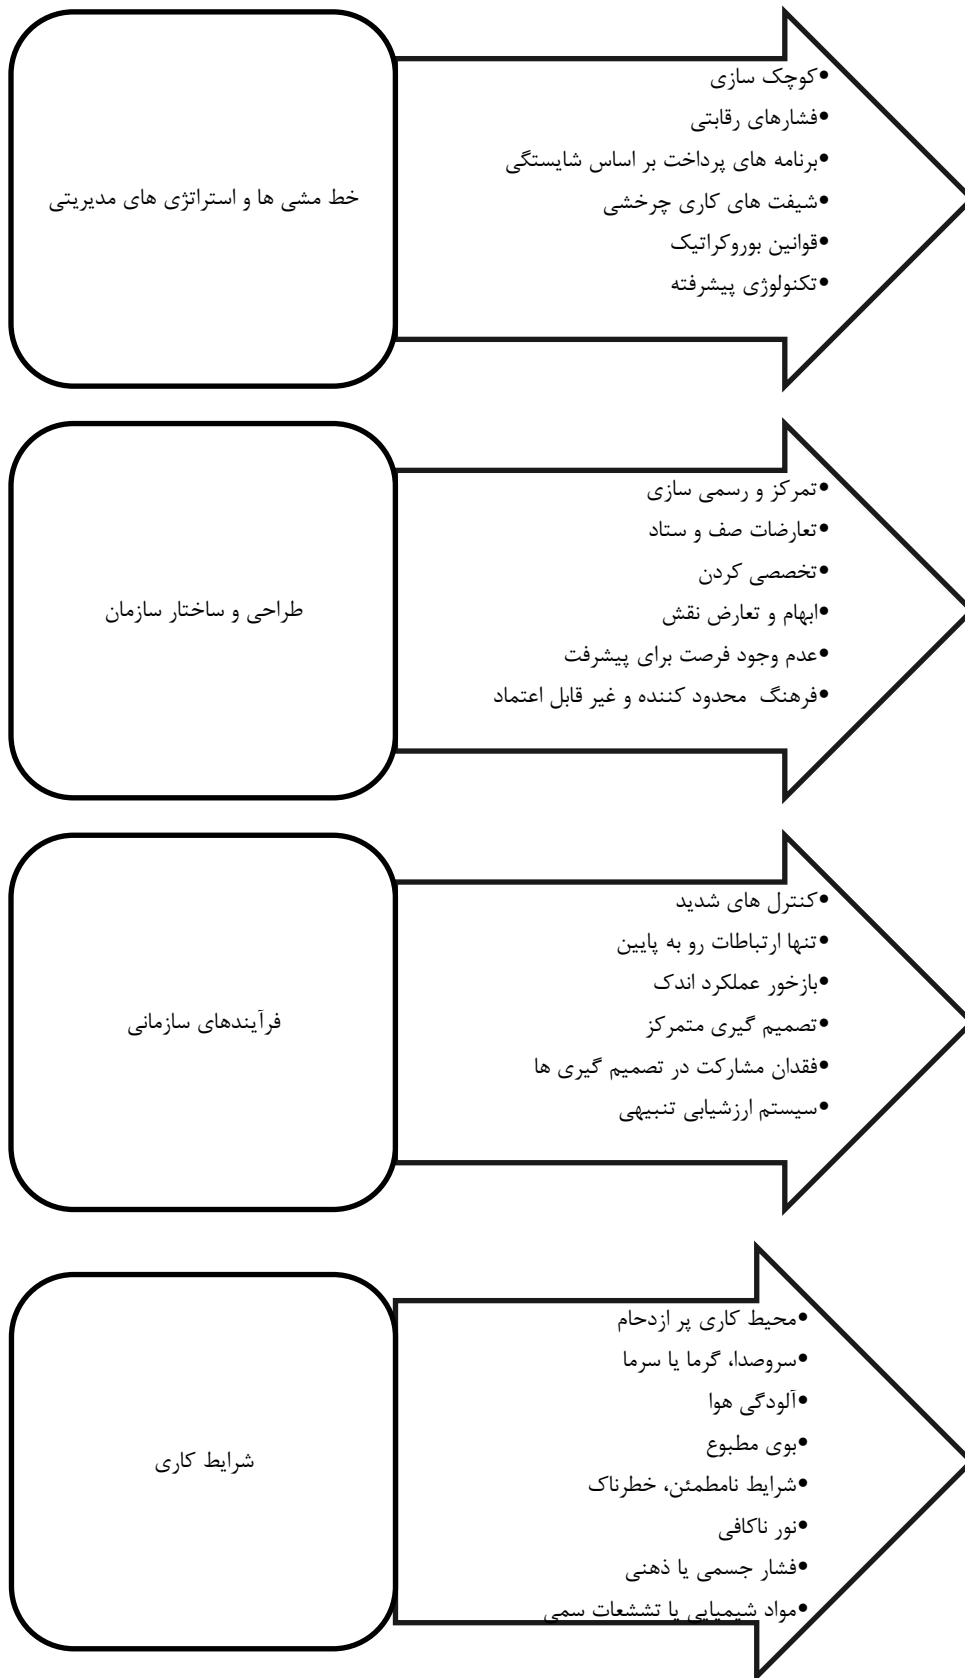 خط مشی ها و استراتژی های مدیریتی
•کوچک سازی
•فشارهای رقابتی
•برنامه های پرداخت بر اساس شایستگی
•شیفت های کاری چرخشی
•قوانین بوروکراتیک
•تکنولوژی پیشرفته
طراحی و ساختار سازمان
•تمرکز و رسمی سازی
•تعارضات صف و ستاد
•تخصصی کردن
•ابهام و تعارض نقش
•عدم وجود فرصت برای پیشرفت
•فرهنگ  محدود کننده و غیر قابل اعتماد
فرآیندهای سازمانی
•کنترل های شدید
•تنها ارتباطات رو به پایین
•بازخور عملکرد اندک
•تصمیم گیری متمرکز
•فقدان مشارکت در تصمیم گیری ها
•سیستم ارزشیابی تنبیهی
شرایط کاری
•محیط کاری پر ازدحام
•سروصدا، گرما یا سرما
•آلودگی هوا
•بوی مطبوع
•شرایط نامطمئن، خطرناک
•نور ناکافی
•فشار جسمی یا ذهنی
•مواد شیمیایی یا تششعات سمی